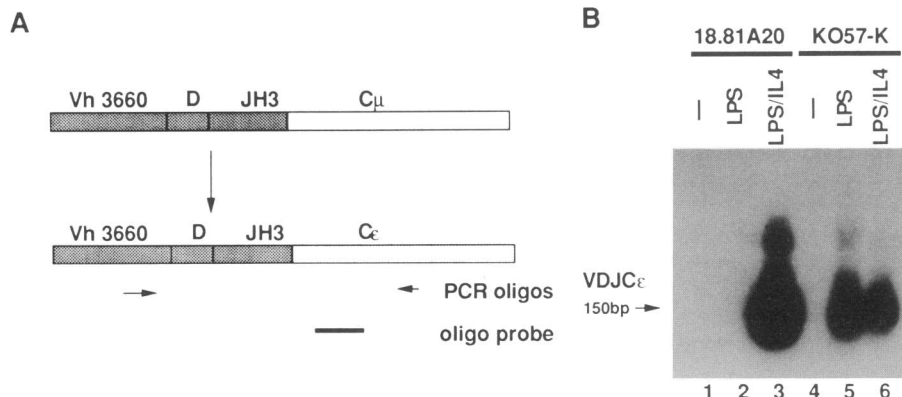 A
Vh 3660 D JH3 Cμ
Vh 3660 D JH3 Cε
PCR oligos
oligo probe
B
18.81A20 KO57-K
— LPS LPS/IL4 — LPS LPS/IL4
VDJCε
150bp
1 2 3 4 5 6